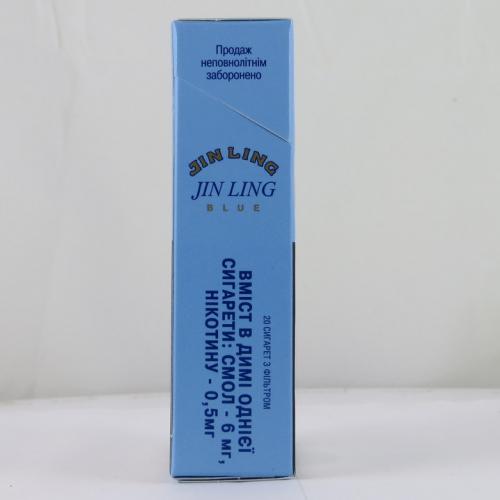 Продаж
неповнолітнім
заборонено
JIN LING
JIN LING
BLUE
20 СИГАРЕТ З ФІЛЬТРОМ
ВМІСТ В ДИМІ ОДНІЄЇ
СИГАРЕТИ: СМОЛ - 6 мг,
НІКОТИНУ - 0,5мг